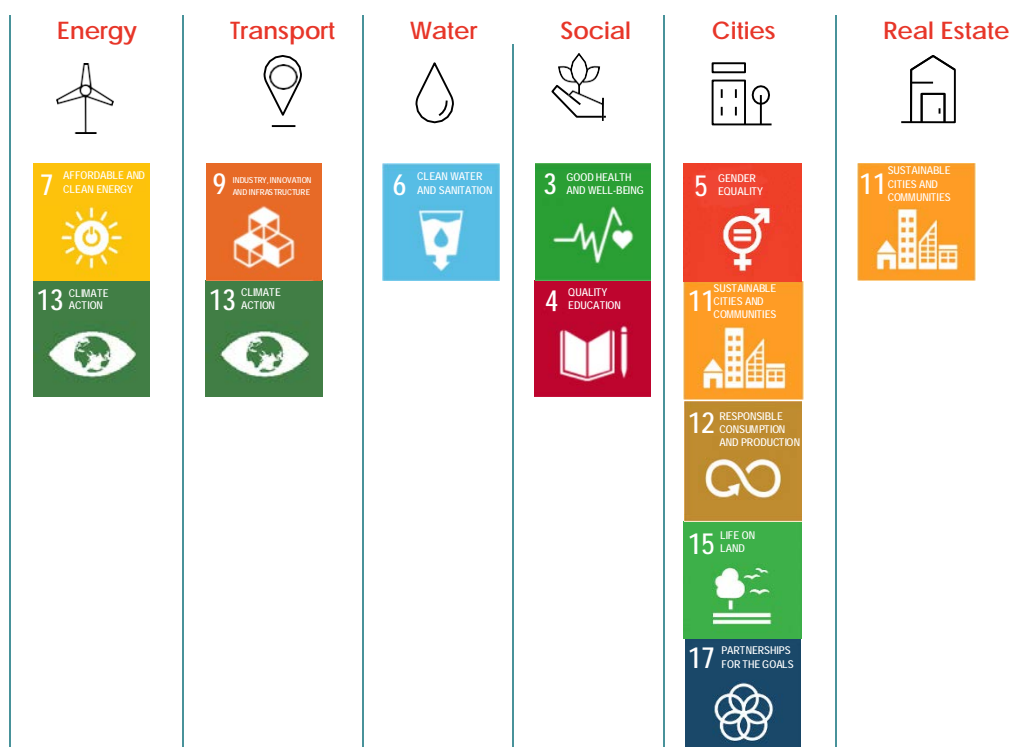 Energy
Transport
Water
Social
Cities
Real Estate
7 AFFORDABLE AND
CLEAN ENERGY
13 CLIMATE
ACTION
9 INDUSTRY, INNOVATION
AND INFRASTRUCTURE
13 CLIMATE
ACTION
6 CLEAN WATER
AND SANITATION
3 GOOD HEALTH
AND WELL-BEING
4 QUALITY
EDUCATION
5 GENDER
EQUALITY
11 SUSTAINABLE
CITIES AND
COMMUNITIES
12 RESPONSIBLE
CONSUMPTION
AND PRODUCTION
15 LIFE ON
LAND
17 PARTNERSHIPS
FOR THE GOALS
11 SUSTAINABLE
CITIES AND
COMMUNITIES